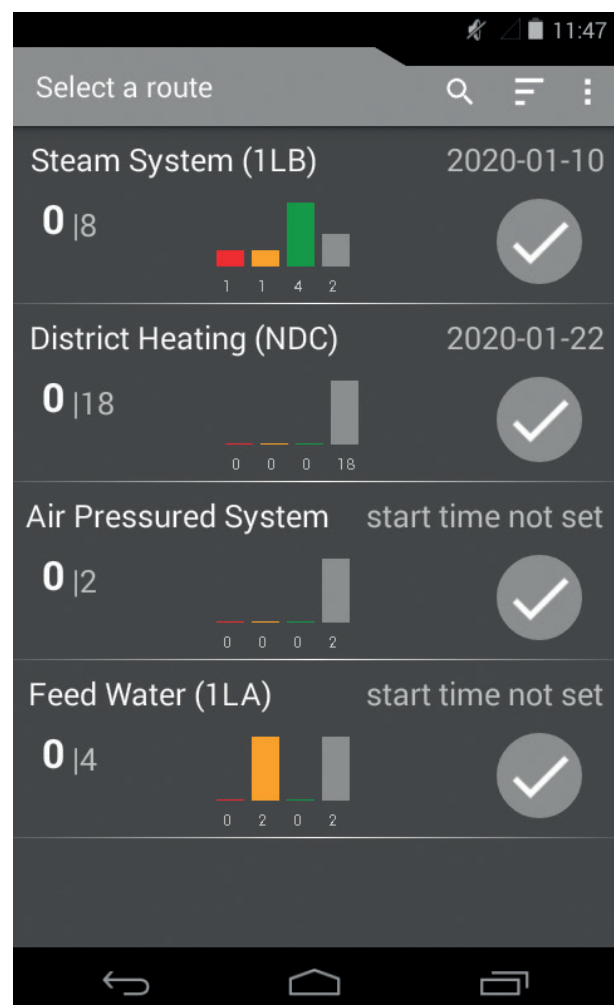 11:47
Select a route
Steam System (1LB) 2020-01-10
0 |8
1 1 4 2
District Heating (NDC) 2020-01-22
0 |18
0 0 0 18
Air Pressured System start time not set
0 |2
0 0 0 2
Feed Water (1LA) start time not set
0 |4
0 2 0 2